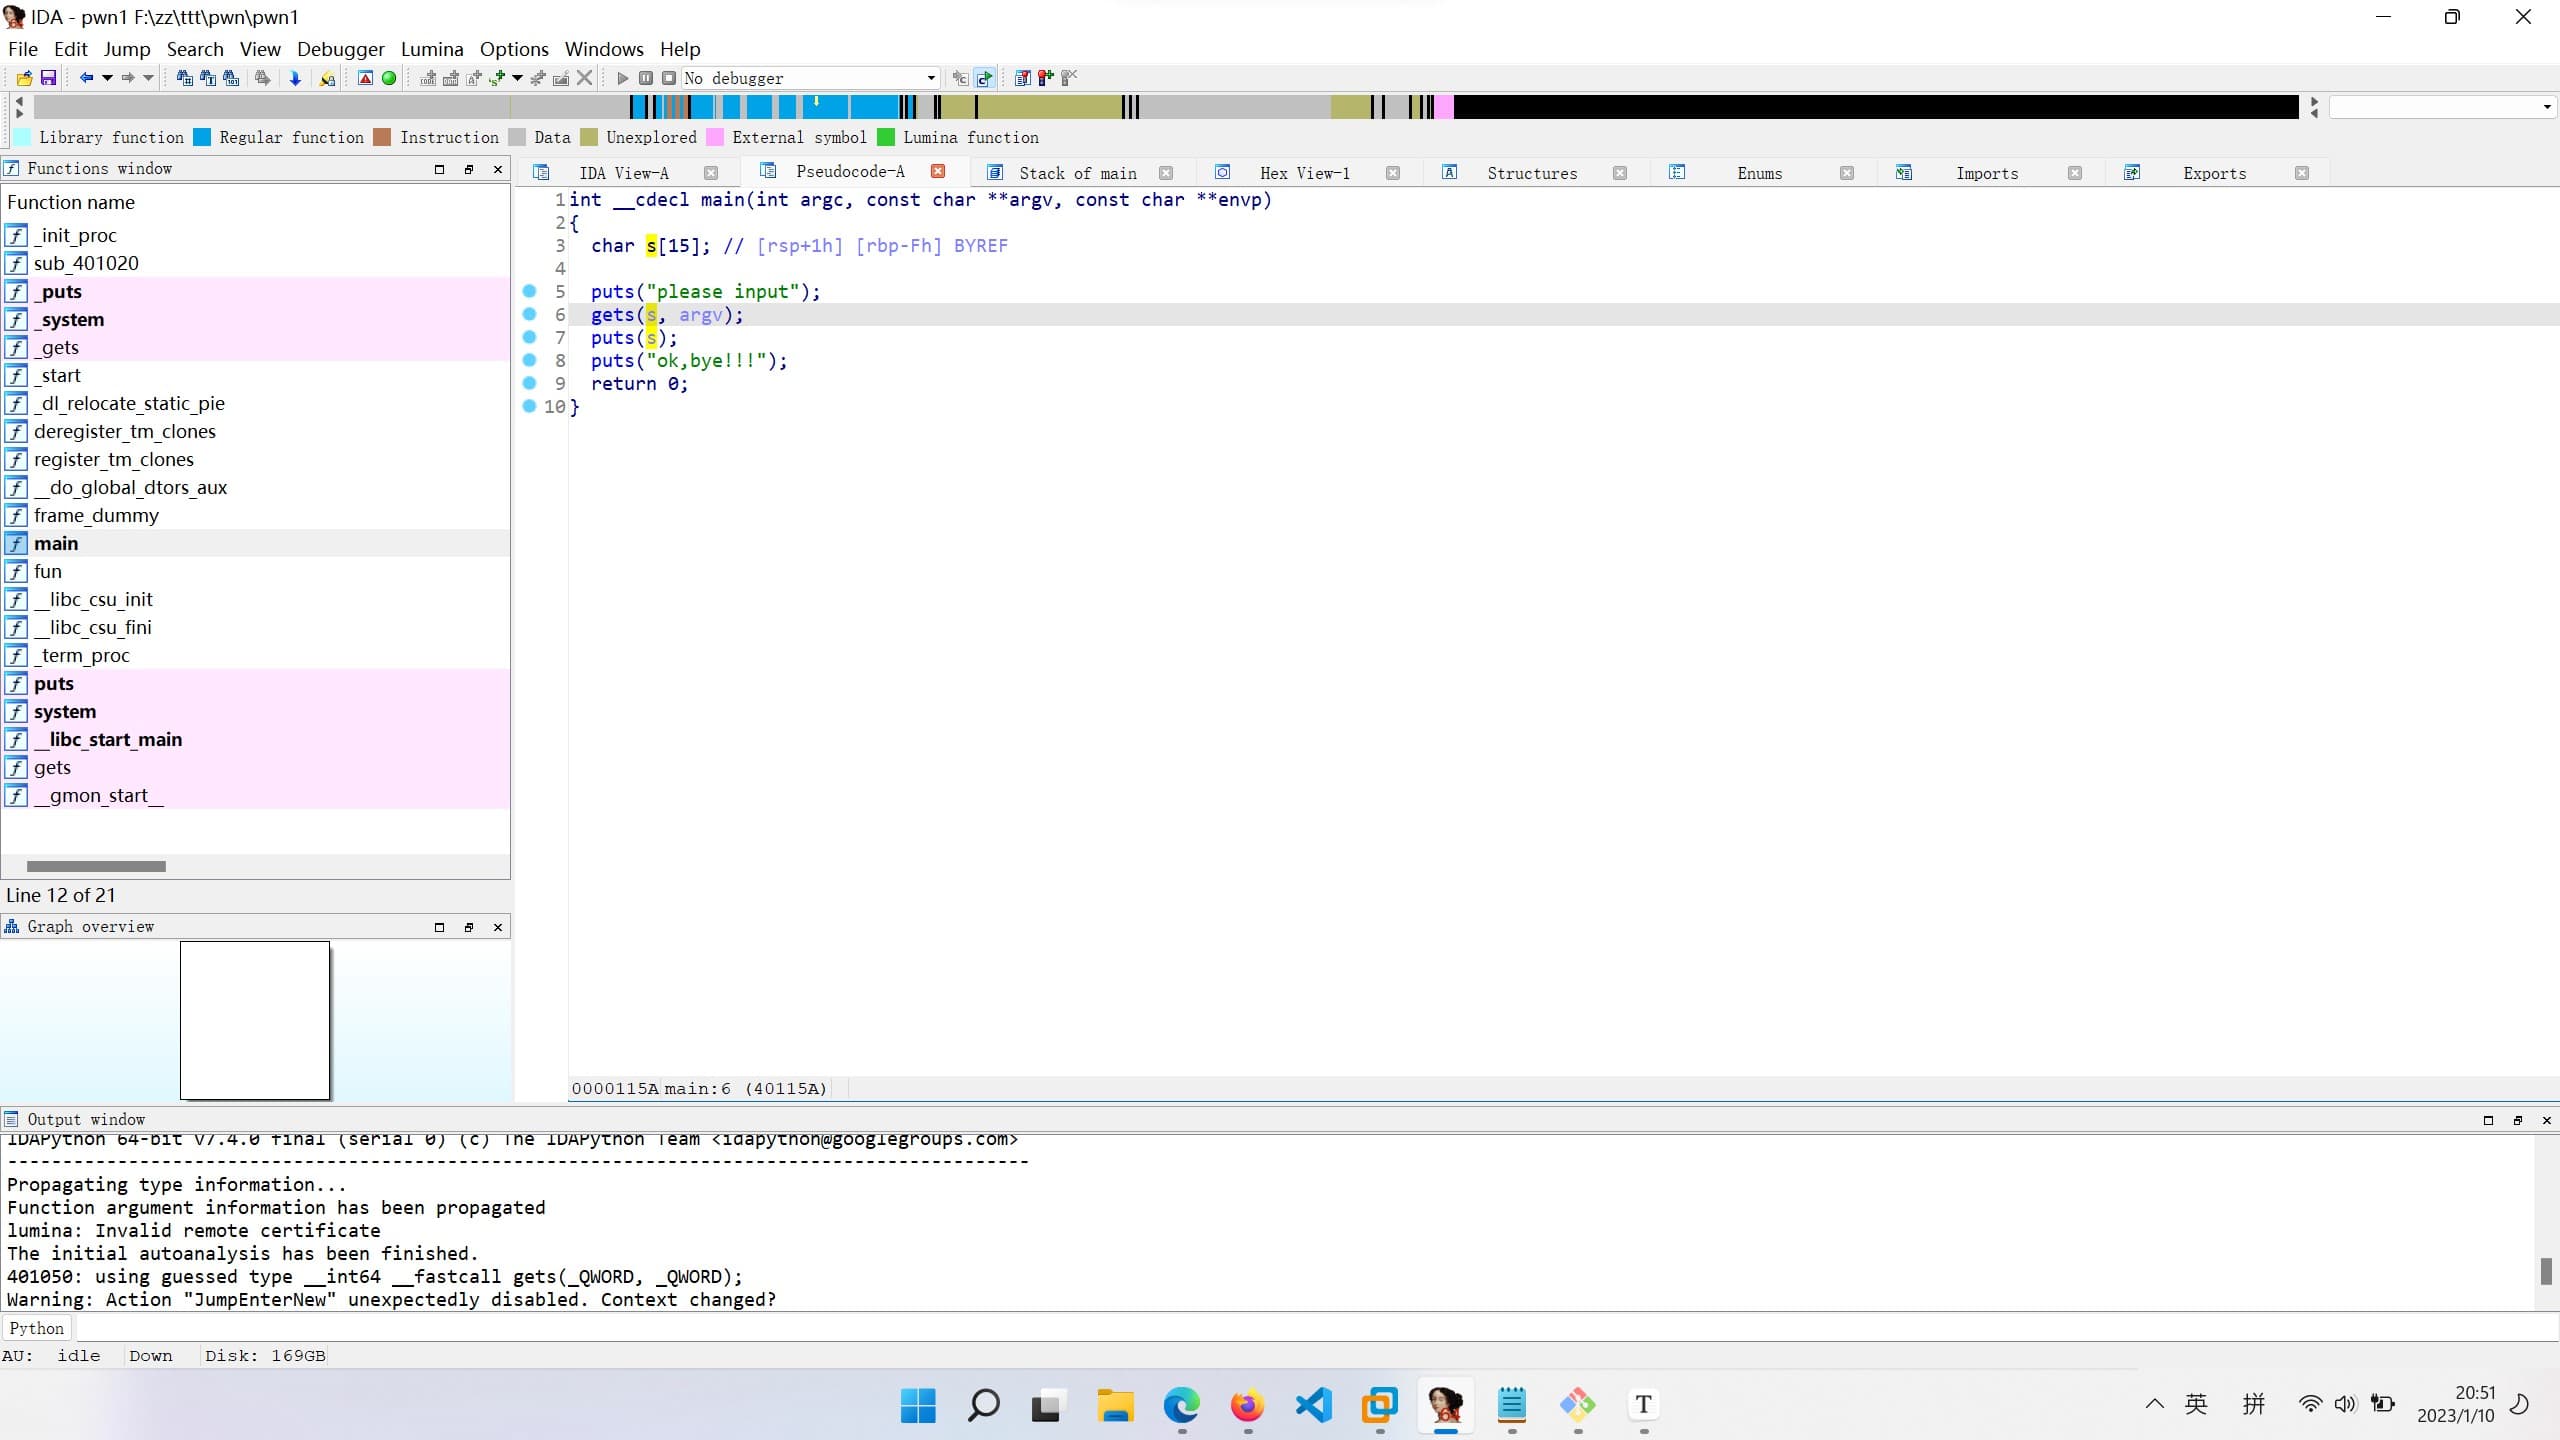 IDA - pwn1 F:\zz\ttt\pwn\pwn1
File Edit Jump Search View Debugger Lumina Options Windows Help
No debugger
Library function Regular function Instruction Data Unexplored External symbol Lumina function
Functions window
Function name
_init_proc
sub_401020
_puts
_system
_gets
_start
_dl_relocate_static_pie
deregister_tm_clones
register_tm_clones
__do_global_dtors_aux
frame_dummy
main
fun
__libc_csu_init
__libc_csu_fini
_term_proc
puts
system
__libc_start_main
gets
__gmon_start__
Line 12 of 21
Graph overview
IDA View-A Pseudocode-A Stack of main Hex View-1 Structures Enums Imports Exports
1 int __cdecl main(int argc, const char **argv, const char **envp)
2 {
3 char s[15]; // [rsp+1h] [rbp-Fh] BYREF
4
5 puts("please input");
6 gets(s, argv);
7 puts(s);
8 puts("ok,bye!!!");
9 return 0;
10 }
0000115A main:6 (40115A)
Output window
IDAPython 64-bit v7.4.0 final (serial 0) (c) The IDAPython Team <idapython@googlegroups.com>
---------------------------------------------------------------------------------------------
Propagating type information...
Function argument information has been propagated
lumina: Invalid remote certificate
The initial autoanalysis has been finished.
401050: using guessed type __int64 __fastcall gets(_QWORD, _QWORD);
Warning: Action "JumpEnterNew" unexpectedly disabled. Context changed?
Python
AU: idle Down Disk: 169GB
64 T 英 拼 20:51
2023/1/10